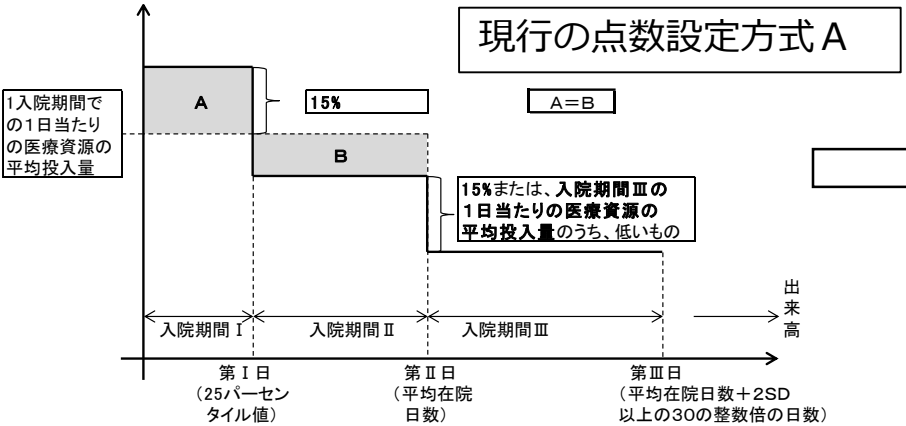 現行の点数設定方式A
1入院期間で
の1日当たり
の医療資源の
平均投入量
A
15%
A＝B
B
15%または、入院期間Ⅲの
1日当たりの医療資源の
平均投入量のうち、低いもの
入院期間Ⅰ
入院期間Ⅱ
入院期間Ⅲ
出
来
高
第Ⅰ日
（25パーセン
タイル値）
第Ⅱ日
（平均在院
日数）
第Ⅲ日
（平均在院日数＋2SD
以上の30の整数倍の日数）